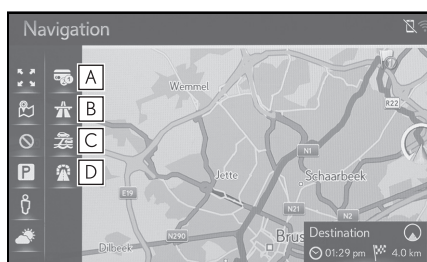 Navigation
A
Wemmel
B
R22
C
N1
P
D
Jette
Schaarbeek
E19
N21
N2
N290
Destination
Dilbeek
Brus
01:29 pm 4.0 km